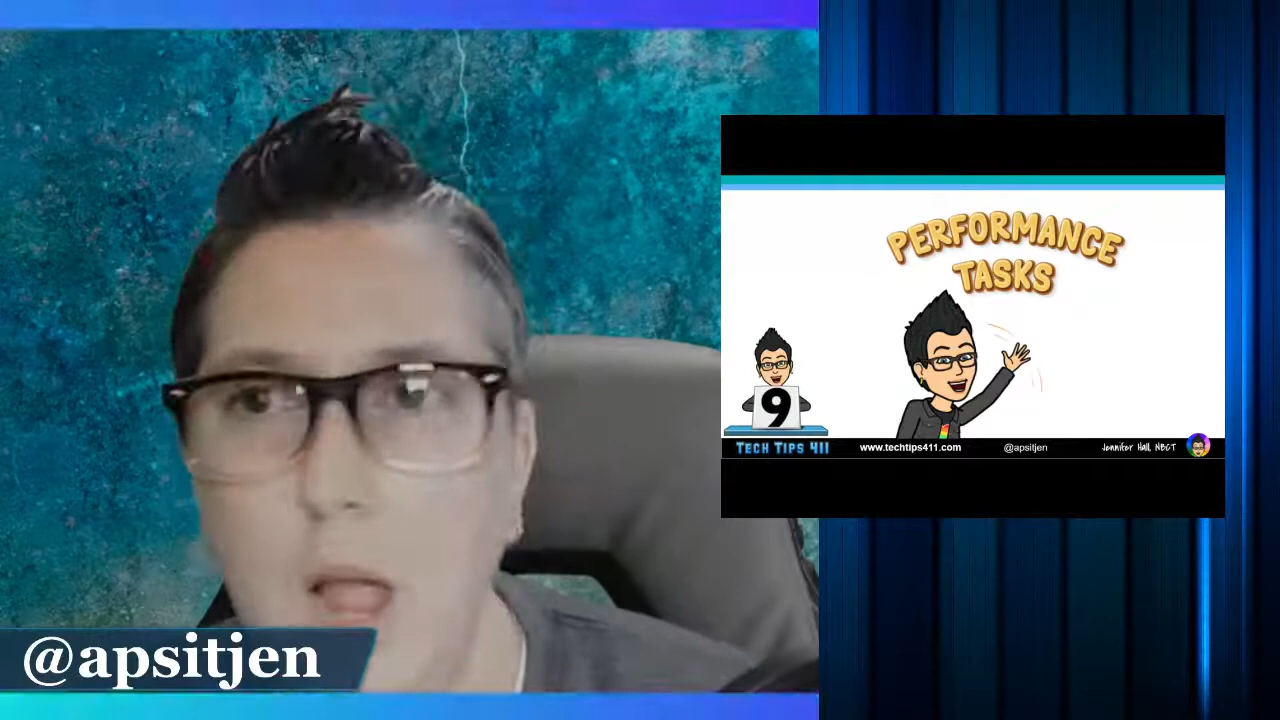 PERFORMANCE
TASKS
9
TECH TIPS 411 www.techtips411.com @apsitjen Jennifer Hall, NBCT
@apsitjen